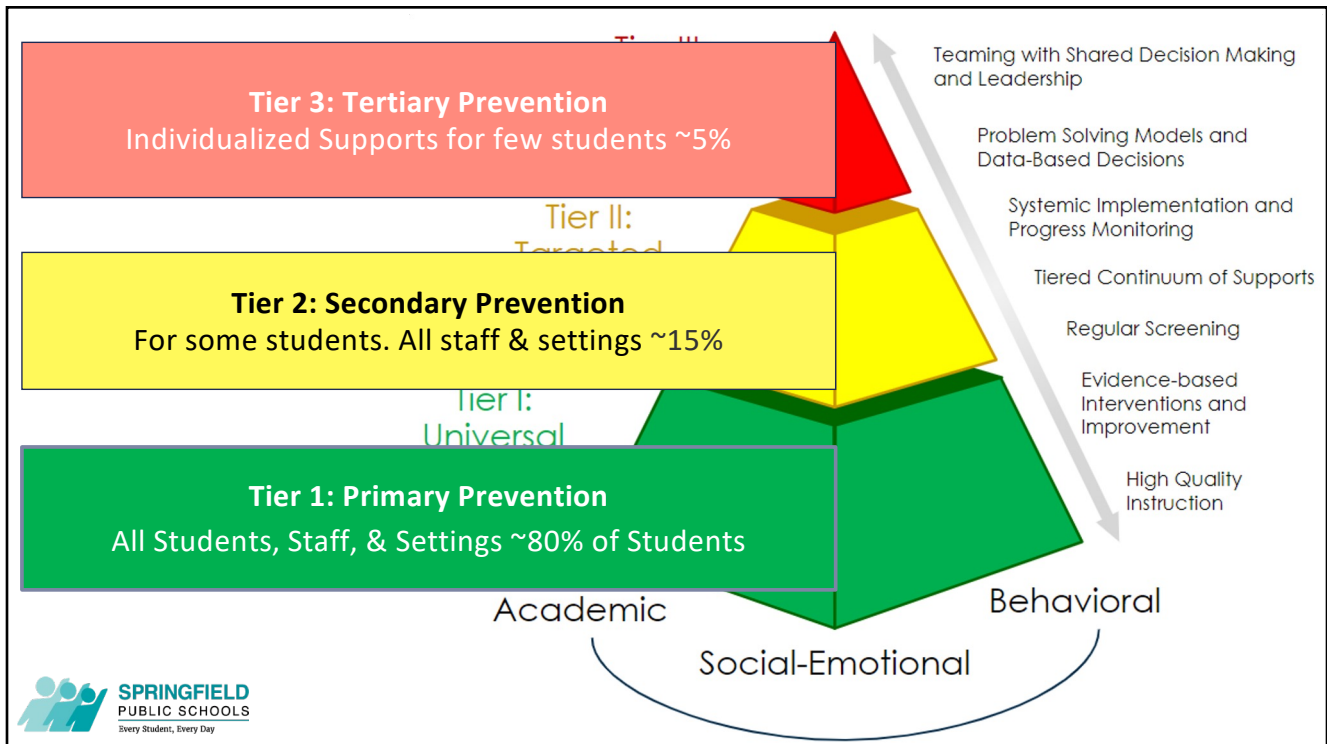 Tier III:
Tier 3: Tertiary Prevention
Individualized Supports for few students ~5%
Tier II:
Targeted
Tier 2: Secondary Prevention
For some students. All staff & settings ~15%
Tier I:
Universal
Tier 1: Primary Prevention
All Students, Staff, & Settings ~80% of Students
Teaming with Shared Decision Making
and Leadership
Problem Solving Models and
Data-Based Decisions
Systemic Implementation and
Progress Monitoring
Tiered Continuum of Supports
Regular Screening
Evidence-based
Interventions and
Improvement
High Quality
Instruction
Academic
Social-Emotional
Behavioral
SPRINGFIELD
PUBLIC SCHOOLS
Every Student, Every Day